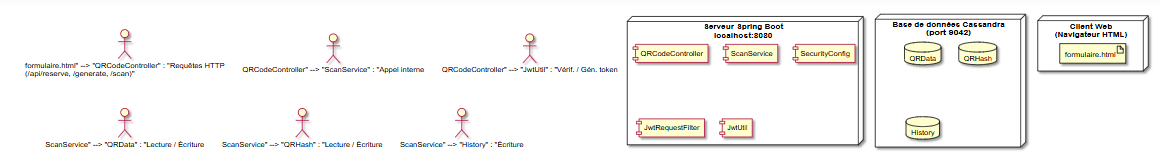 formulaire.html" --> "QRCodeController" : "Requêtes HTTP
(/api/reserve, /generate, /scan)"
QRCodeController" --> "ScanService" : "Appel interne
QRCodeController" --> "JwtUtil" : "Vérif. / Gén. token
ScanService" --> "QRData" : "Lecture / Écriture
ScanService" --> "QRHash" : "Lecture / Écriture
ScanService" --> "History" : "Écriture
Serveur Spring Boot
localhost:8080
QRCodeController
ScanService
SecurityConfig
JwtRequestFilter
JwtUtil
Base de données Cassandra
(port 9042)
QRData
QRHash
History
Client Web
(Navigateur HTML)
formulaire.html